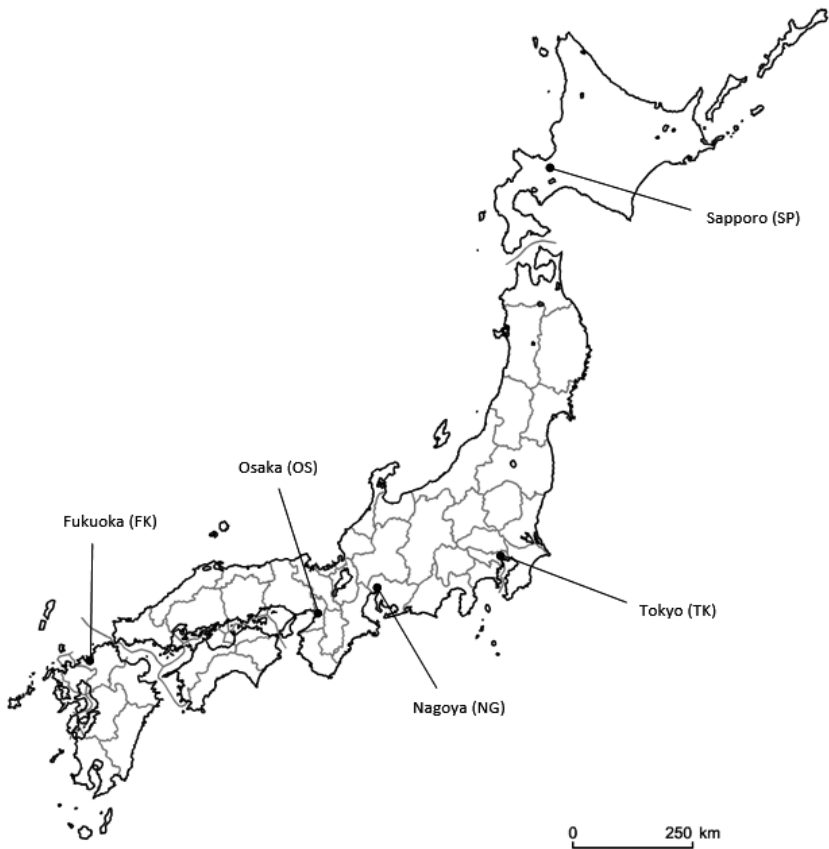 Sapporo (SP)
Osaka (OS)
Fukuoka (FK)
Tokyo (TK)
Nagoya (NG)
0 250 km